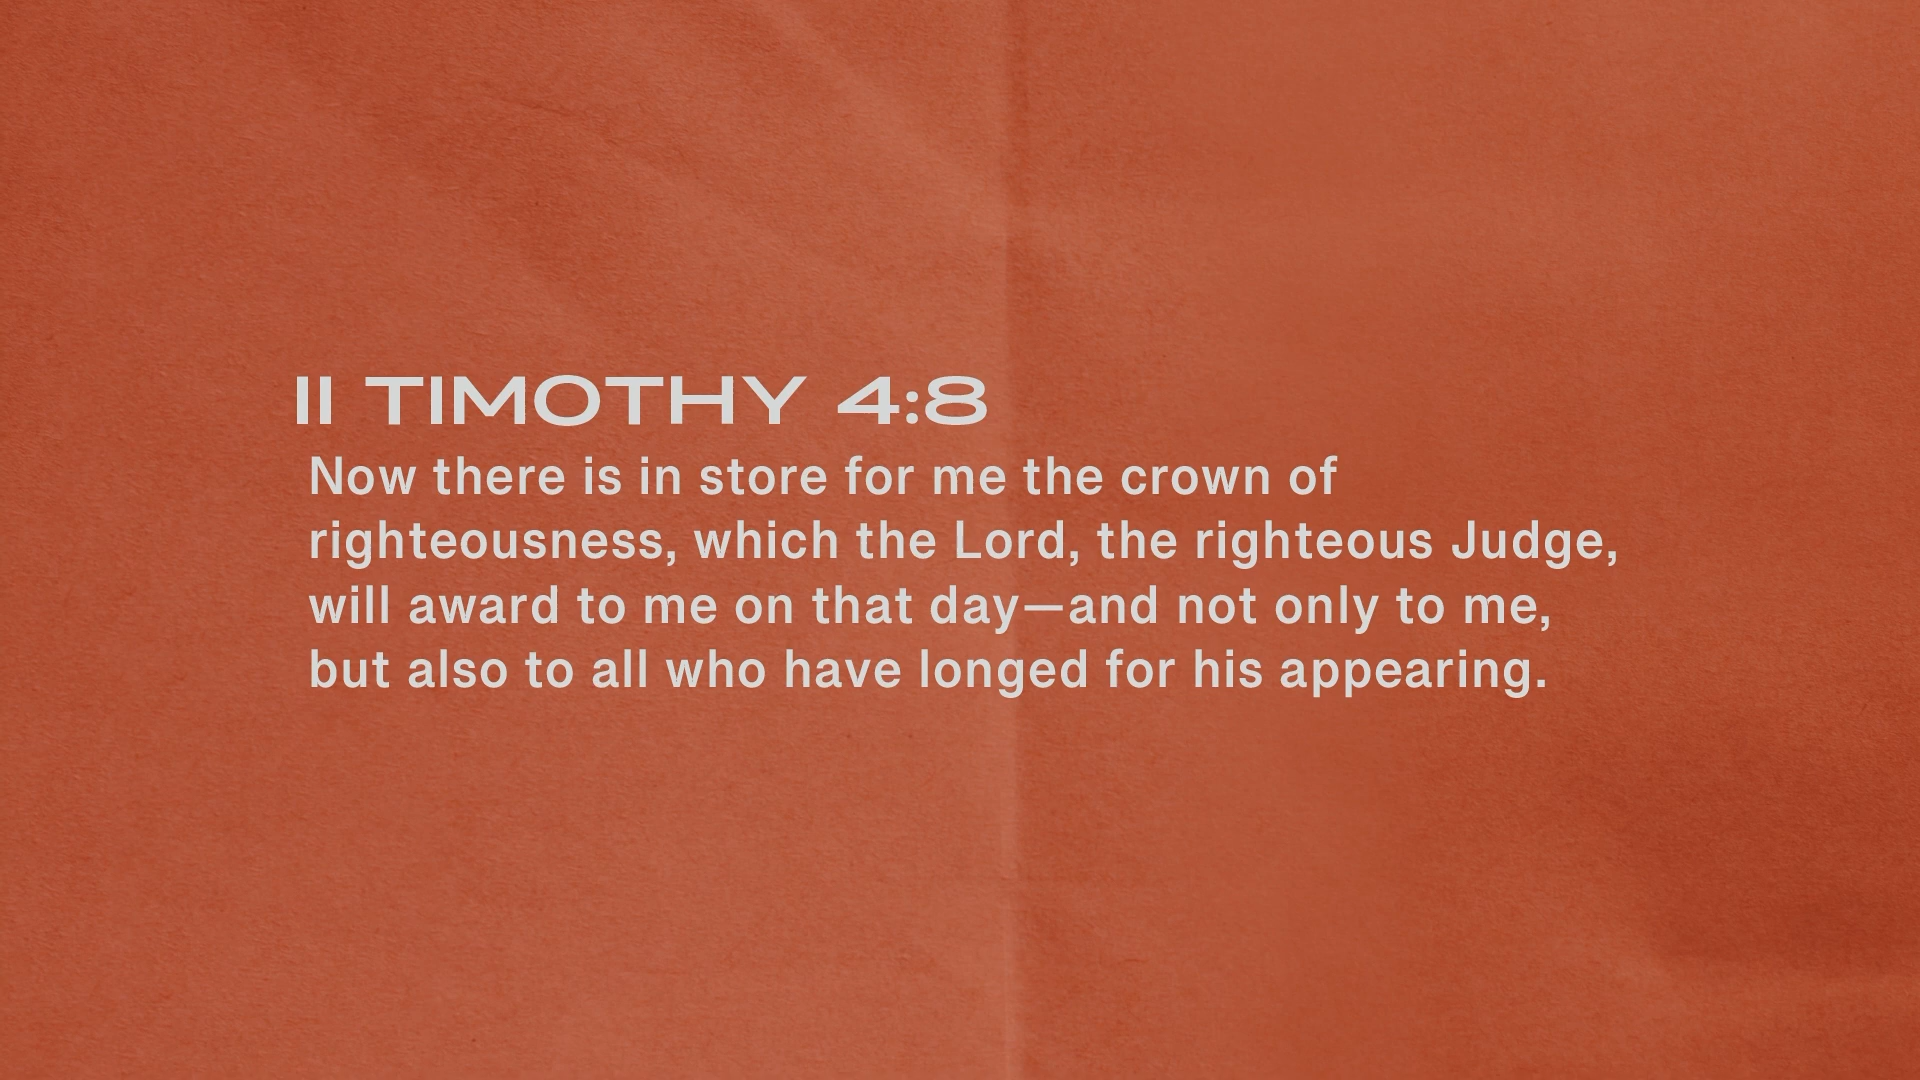 II TIMOTHY 4:8
Now there is in store for me the crown of
righteousness, which the Lord, the righteous Judge,
will award to me on that day—and not only to me,
but also to all who have longed for his appearing.